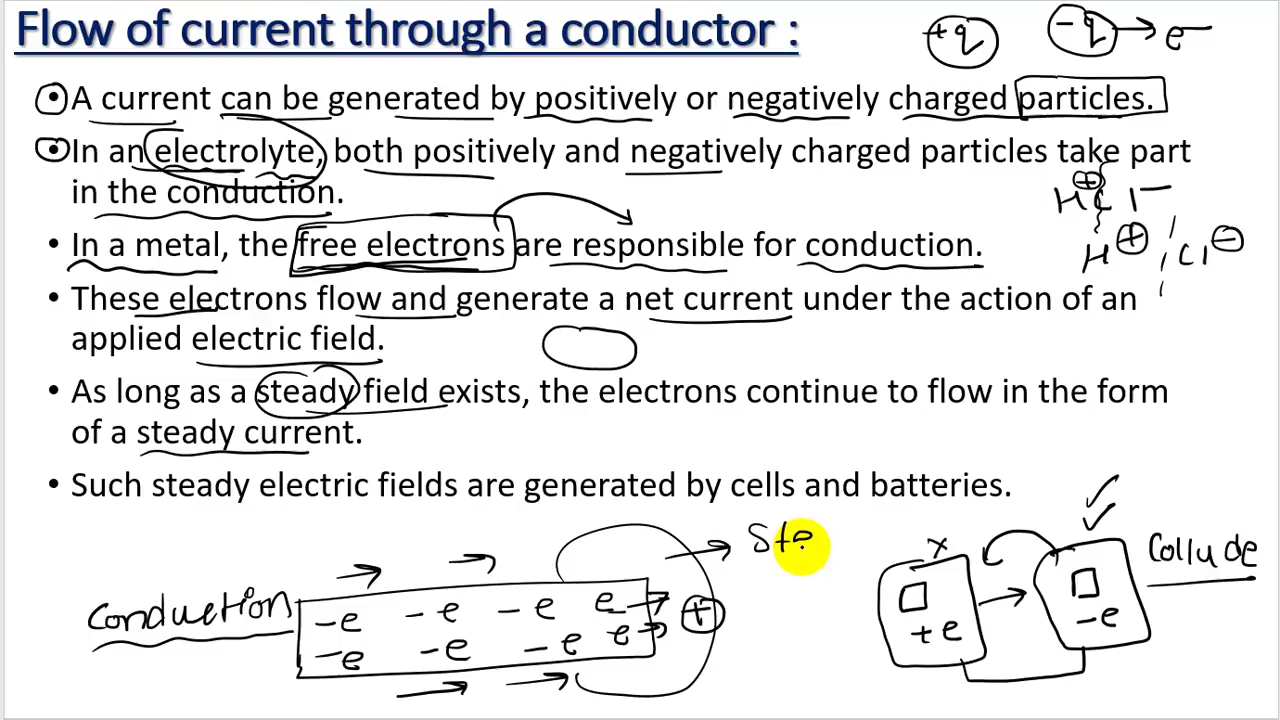 Flow of current through a conductor :
+q -q → e-
• A current can be generated by positively or negatively charged particles.
• In an electrolyte, both positively and negatively charged particles take part
in the conduction.
H Cl-
+
• In a metal, the free electrons are responsible for conduction.
H+ Cl-
• These electrons flow and generate a net current under the action of an
applied electric field.
• As long as a steady field exists, the electrons continue to flow in the form
of a steady current.
• Such steady electric fields are generated by cells and batteries.
→ Ste
x
Collude
Conduction
-e -e -e e →
-e -e -e e →
+
+e
-e